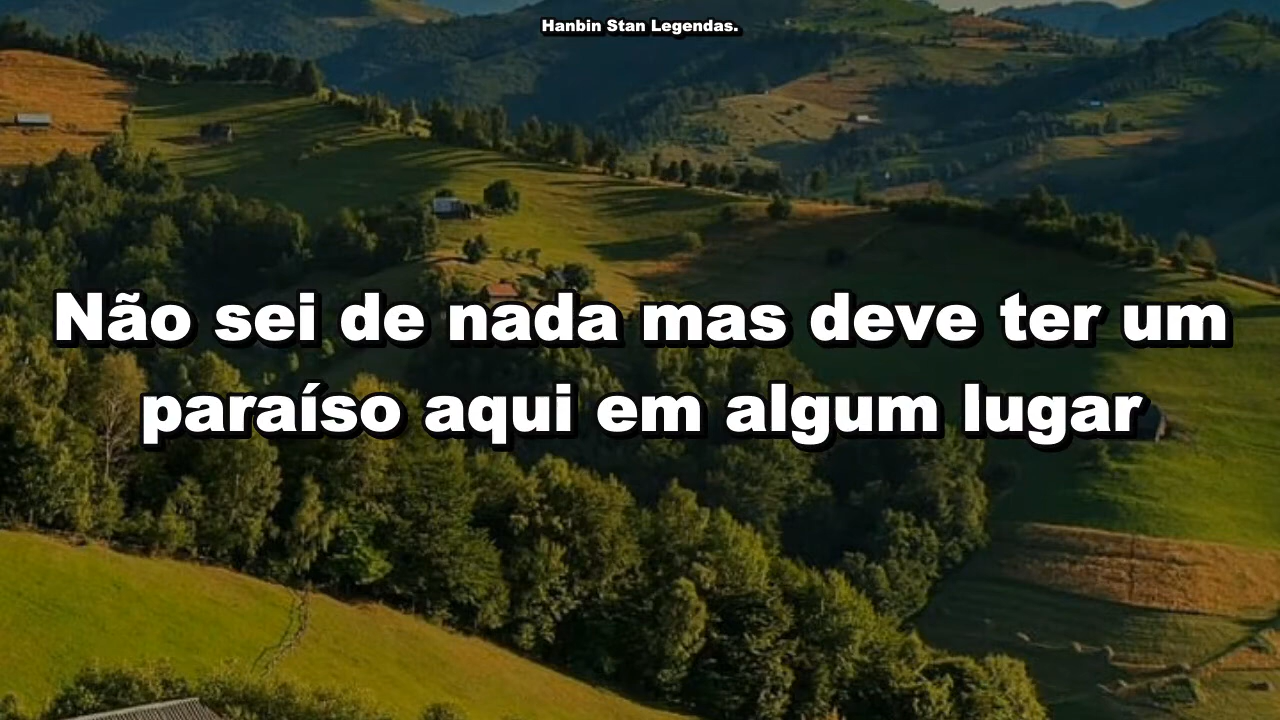 Hanbin Stan Legendas.
Não sei de nada mas deve ter um
paraíso aqui em algum lugar